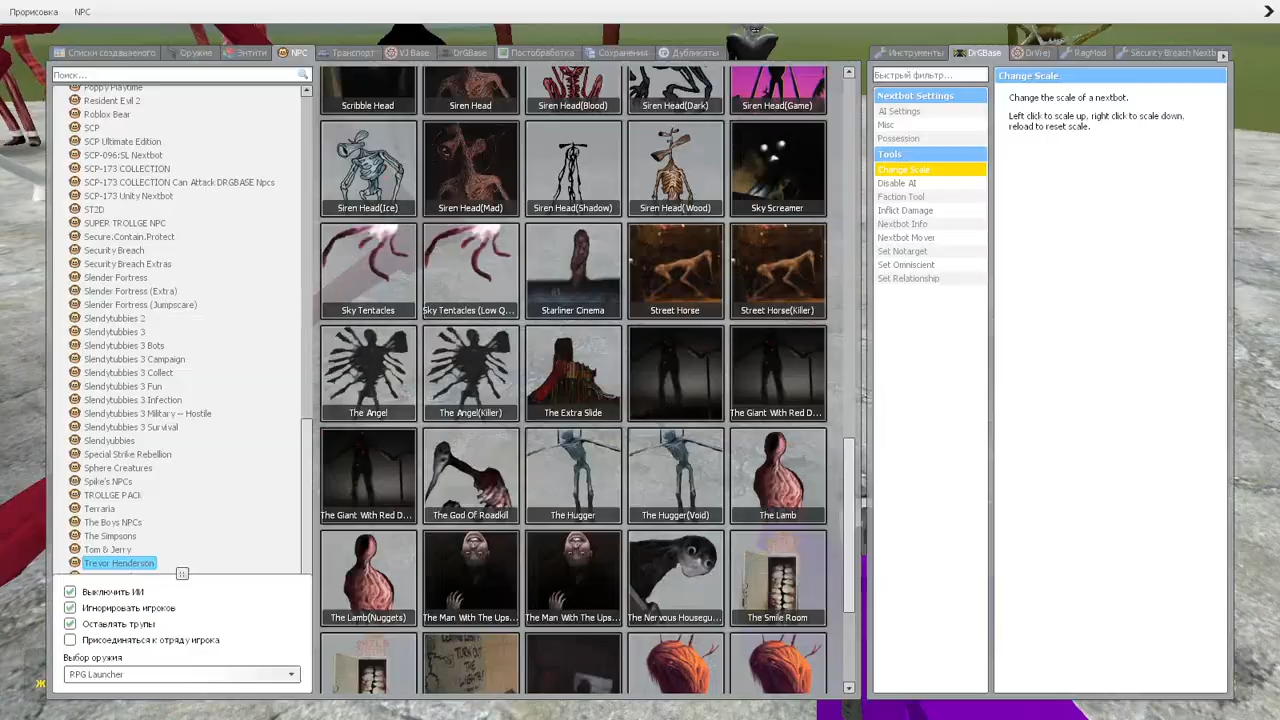 Прорисовка NPC
Списки создаваемого Оружие Энтити NPC Транспорт VJ Base DrGBase Постобработка Сохранения Дубликаты
Инструменты DrGBase DrVrej RagMod Security Breach Nextb
Поиск...
Poppy Playtime
Resident Evil 2
Roblox Bear
SCP
SCP Ultimate Edition
SCP-096:SL Nextbot
SCP-173 COLLECTION
SCP-173 COLLECTION Can Attack DRGBASE Npcs
SCP-173 Unity Nextbot
ST2D
SUPER TROLLGE NPC
Secure.Contain.Protect
Security Breach
Security Breach Extras
Slender Fortress
Slender Fortress (Extra)
Slender Fortress (Jumpscare)
Slendytubbies 2
Slendytubbies 3
Slendytubbies 3 Bots
Slendytubbies 3 Campaign
Slendytubbies 3 Collect
Slendytubbies 3 Fun
Slendytubbies 3 Infection
Slendytubbies 3 Military -- Hostile
Slendytubbies 3 Survival
Slendyubbies
Special Strike Rebellion
Sphere Creatures
Spike's NPCs
TROLLGE PACK
Terraria
The Boys NPCs
The Simpsons
Tom & Jerry
Trevor Henderson
Выключить ИИ
Игнорировать игроков
Оставлять трупы
Присоединяться к отряду игрока
Выбор оружия
RPG Launcher
Scribble Head Siren Head Siren Head(Blood) Siren Head(Dark) Siren Head(Game)
Siren Head(Ice) Siren Head(Mad) Siren Head(Shadow) Siren Head(Wood) Sky Screamer
Sky Tentacles Sky Tentacles (Low Q... Starliner Cinema Street Horse Street Horse(Killer)
The Angel The Angel(Killer) The Extra Slide The Giant With Red D...
The Giant With Red D... The God Of Roadkill The Hugger The Hugger(Void) The Lamb
The Lamb(Nuggets) The Man With The Ups... The Man With The Ups... The Nervous Housegu... The Smile Room
Быстрый фильтр...
Nextbot Settings
AI Settings
Misc
Possession
Tools
Change Scale
Disable AI
Faction Tool
Inflict Damage
Nextbot Info
Nextbot Mover
Set Notarget
Set Omniscient
Set Relationship
Change Scale
Change the scale of a nextbot.
Left click to scale up, right click to scale down,
reload to reset scale.